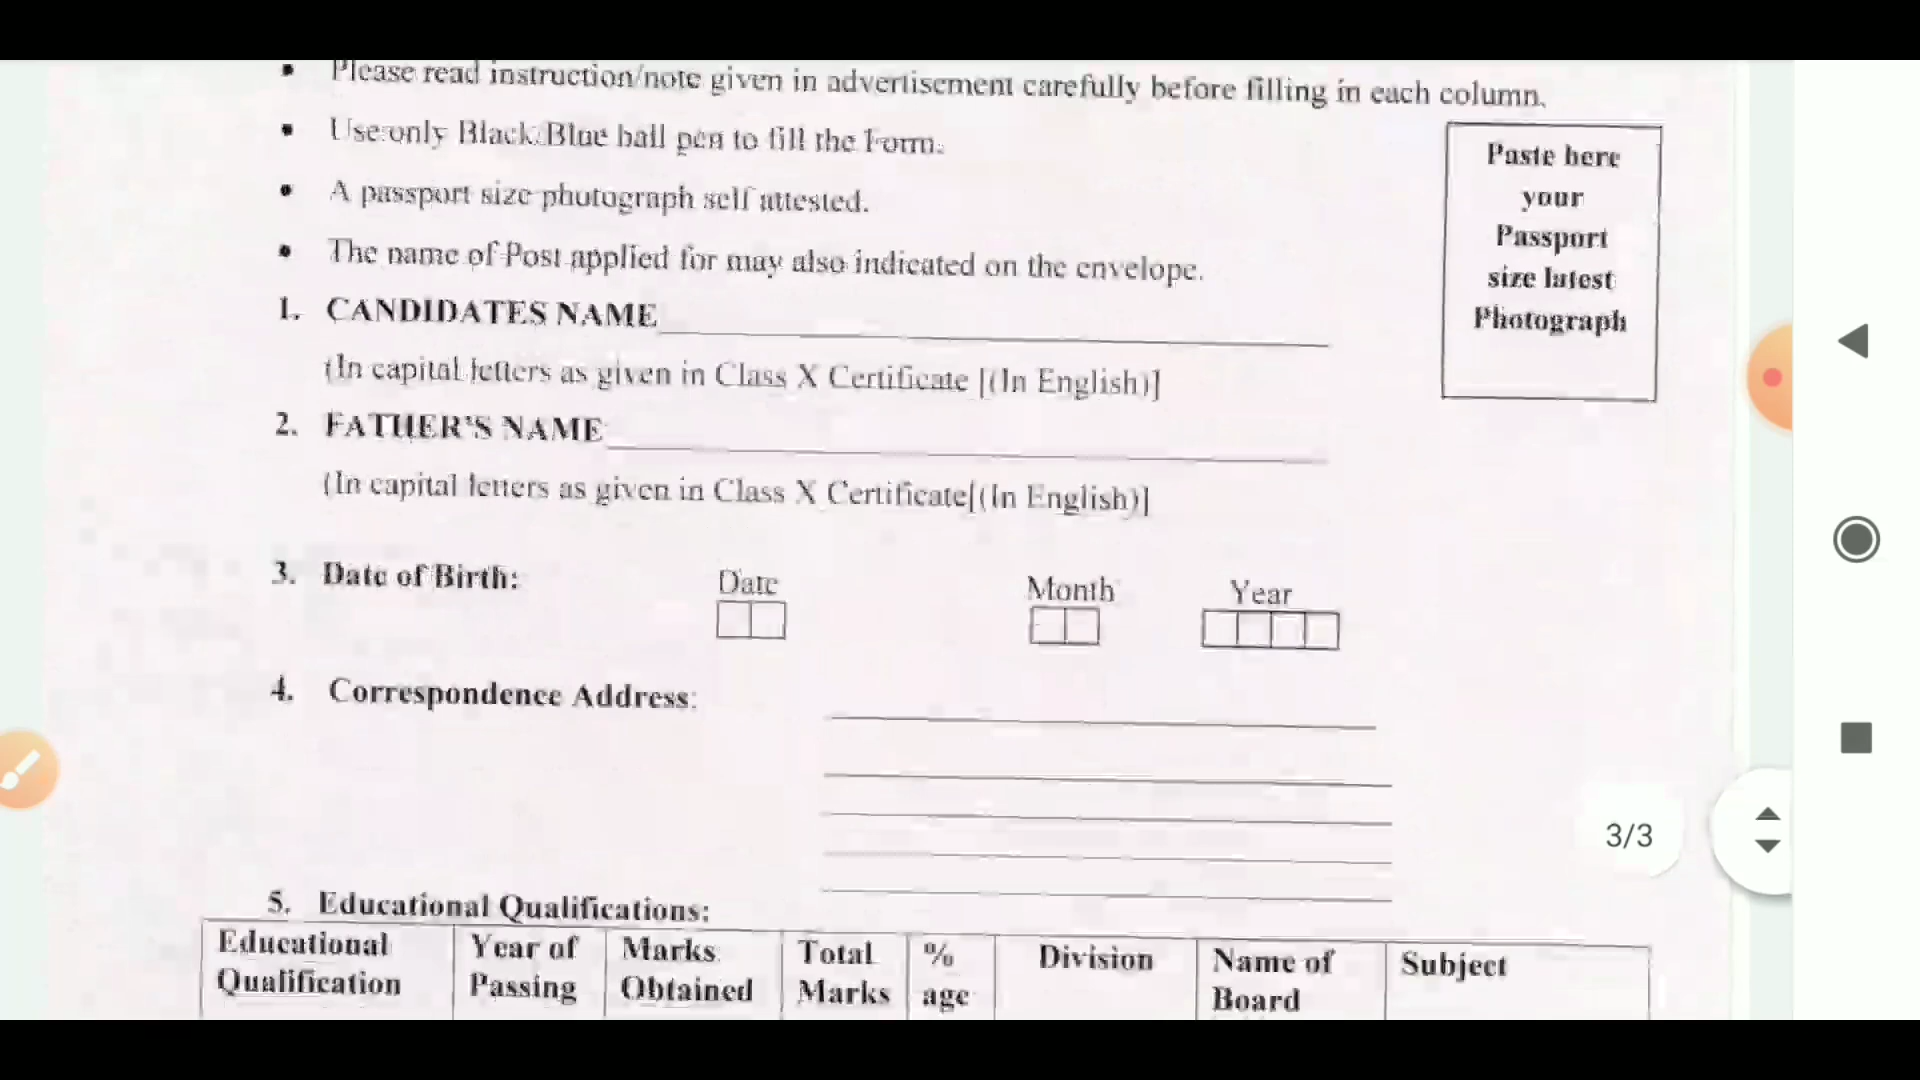 Please read instruction/note given in advertisement carefully before filling in each column.
Use only Black/Blue ball pen to fill the Form.
A passport size photograph self attested.
The name of Post applied for may also indicated on the envelope.
Paste here
your
Passport
size latest
Photograph
1. CANDIDATES NAME
(In capital letters as given in Class X Certificate [(In English)]
2. FATHER'S NAME
(In capital letters as given in Class X Certificate[(In English)]
3. Date of Birth: Date Month Year
4. Correspondence Address:
3/3
5. Educational Qualifications:
Educational Qualification Year of Passing Marks Obtained Total Marks % age Division Name of Board Subject